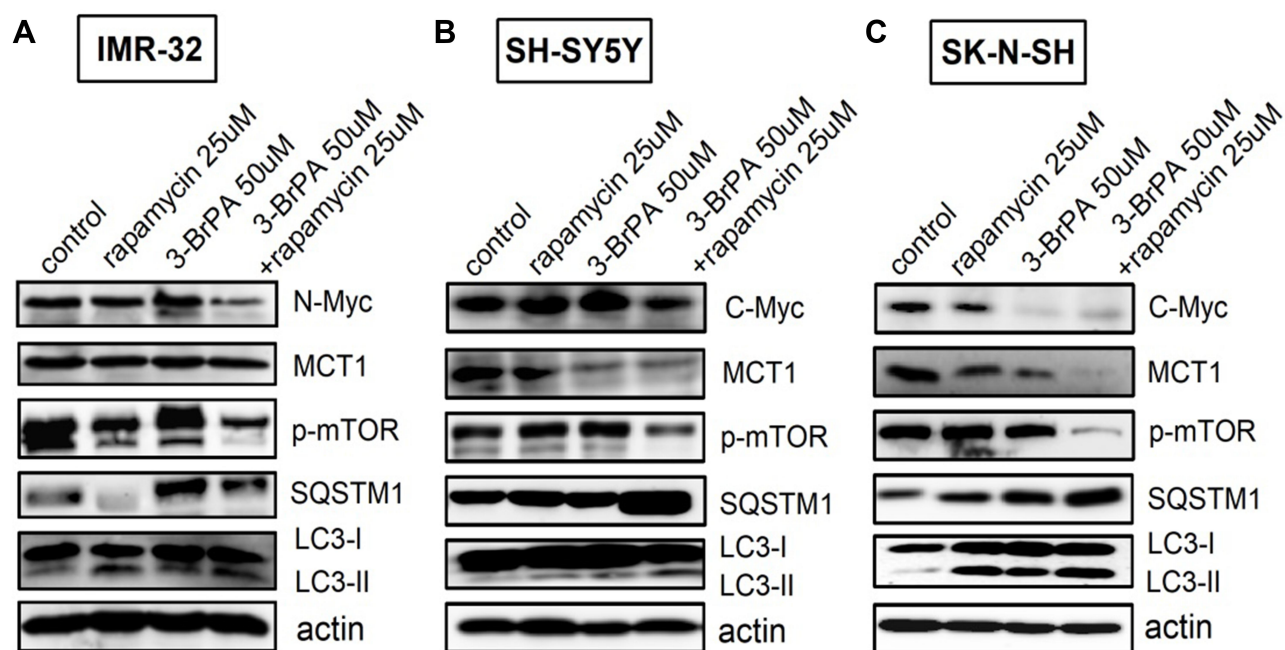 A
IMR-32
control
rapamycin 25uM
3-BrPA 50uM
3-BrPA 50uM
+rapamycin 25uM
N-Myc
MCT1
p-mTOR
SQSTM1
LC3-I
LC3-II
actin
B
SH-SY5Y
control
rapamycin 25uM
3-BrPA 50uM
3-BrPA 50uM
+rapamycin 25uM
C-Myc
MCT1
p-mTOR
SQSTM1
LC3-I
LC3-II
actin
C
SK-N-SH
control
rapamycin 25uM
3-BrPA 50uM
3-BrPA 50uM
+rapamycin 25uM
C-Myc
MCT1
p-mTOR
SQSTM1
LC3-I
LC3-II
actin